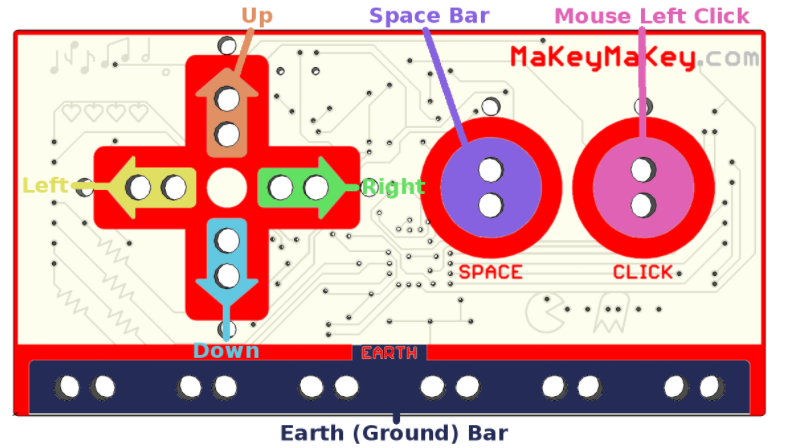 Up
Space Bar
Mouse Left Click
MaKeyMaKey.com
Left
Right
SPACE
CLICK
Down
EARTH
Earth (Ground) Bar